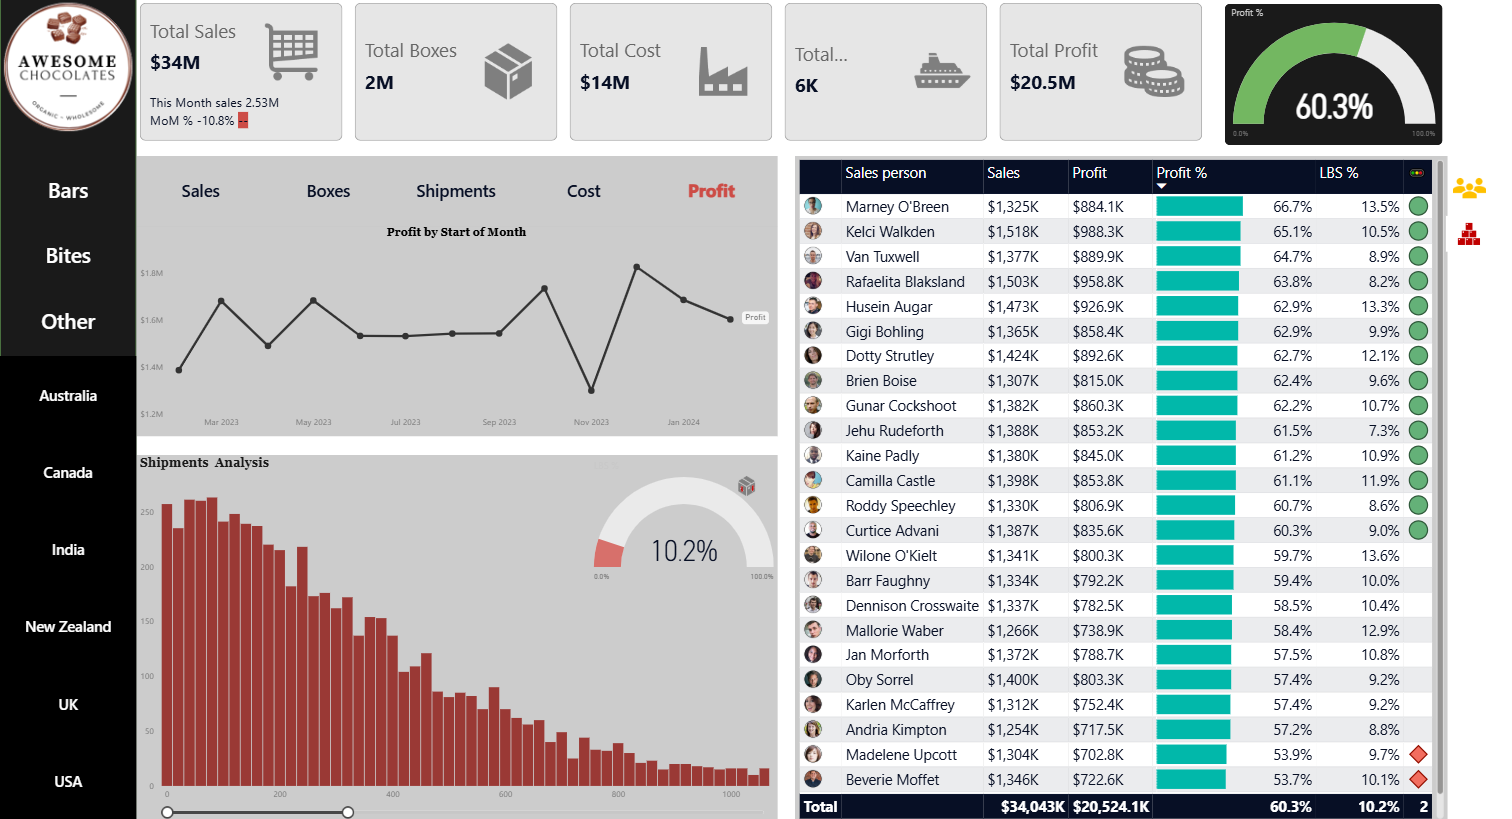 AWESOME
CHOCOLATES
ORGANIC ~ WHOLESOME
Bars
Bites
Other
Australia
Canada
India
New Zealand
UK
USA
Total Sales
$34M
This Month sales 2.53M
MoM % -10.8% --
Total Boxes
2M
Total Cost
$14M
Total...
6K
Total Profit
$20.5M
Profit %
60.3%
0.0% 100.0%
Sales Boxes Shipments Cost Profit
Profit by Start of Month
$1.8M
$1.6M
$1.4M
$1.2M
Profit
Mar 2023 May 2023 Jul 2023 Sep 2023 Nov 2023 Jan 2024
Shipments Analysis
250
200
150
100
50
0
0 200 400 600 800 1000
10.2%
0.0% 100.0%
Sales person Sales Profit Profit % LBS %
Marney O'Breen $1,325K $884.1K 66.7% 13.5%
Kelci Walkden $1,518K $988.3K 65.1% 10.5%
Van Tuxwell $1,377K $889.9K 64.7% 8.9%
Rafaelita Blaksland $1,503K $958.8K 63.8% 8.2%
Husein Augar $1,473K $926.9K 62.9% 13.3%
Gigi Bohling $1,365K $858.4K 62.9% 9.9%
Dotty Strutley $1,424K $892.6K 62.7% 12.1%
Brien Boise $1,307K $815.0K 62.4% 9.6%
Gunar Cockshoot $1,382K $860.3K 62.2% 10.7%
Jehu Rudeforth $1,388K $853.2K 61.5% 7.3%
Kaine Padly $1,380K $845.0K 61.2% 10.9%
Camilla Castle $1,398K $853.8K 61.1% 11.9%
Roddy Speechley $1,330K $806.9K 60.7% 8.6%
Curtice Advani $1,387K $835.6K 60.3% 9.0%
Wilone O'Kielt $1,341K $800.3K 59.7% 13.6%
Barr Faughny $1,334K $792.2K 59.4% 10.0%
Dennison Crosswaite $1,337K $782.5K 58.5% 10.4%
Mallorie Waber $1,266K $738.9K 58.4% 12.9%
Jan Morforth $1,372K $788.7K 57.5% 10.8%
Oby Sorrel $1,400K $803.3K 57.4% 9.2%
Karlen McCaffrey $1,312K $752.4K 57.4% 9.2%
Andria Kimpton $1,254K $717.5K 57.2% 8.8%
Madelene Upcott $1,304K $702.8K 53.9% 9.7%
Beverie Moffet $1,346K $722.6K 53.7% 10.1%
Total $34,043K $20,524.1K 60.3% 10.2% 2